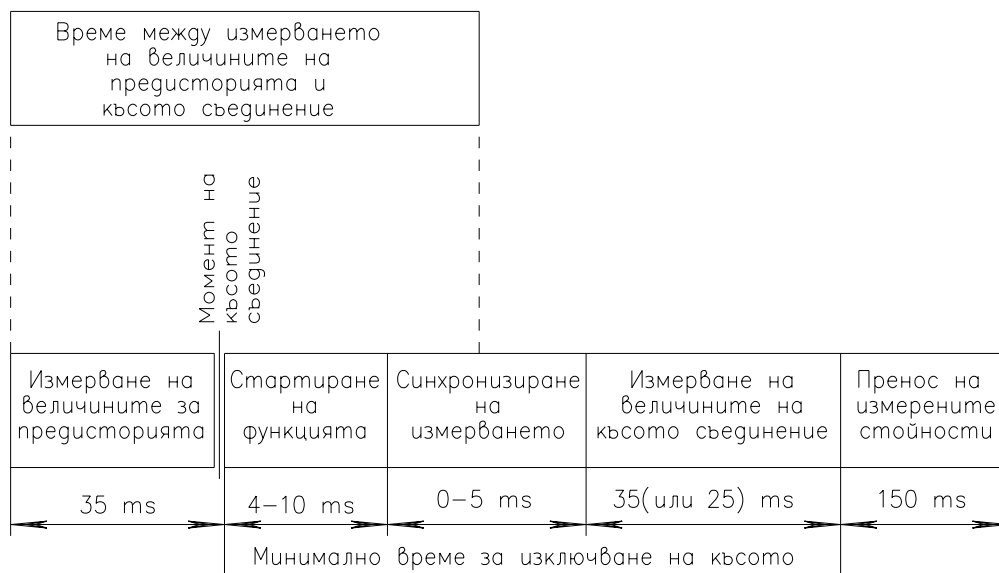 Време между измерването
на величините на
предисторията и
късото съединение
Момент на
късото
съединение
Измерване на
величините за
предисторията
Стартиране
на
функцията
Синхронизиране
на
измерването
Измерване на
величините на
късото съединение
Пренос на
измерените
стойности
35 ms
4–10 ms
0–5 ms
35(или 25) ms
150 ms
Минимално време за изключване на късото